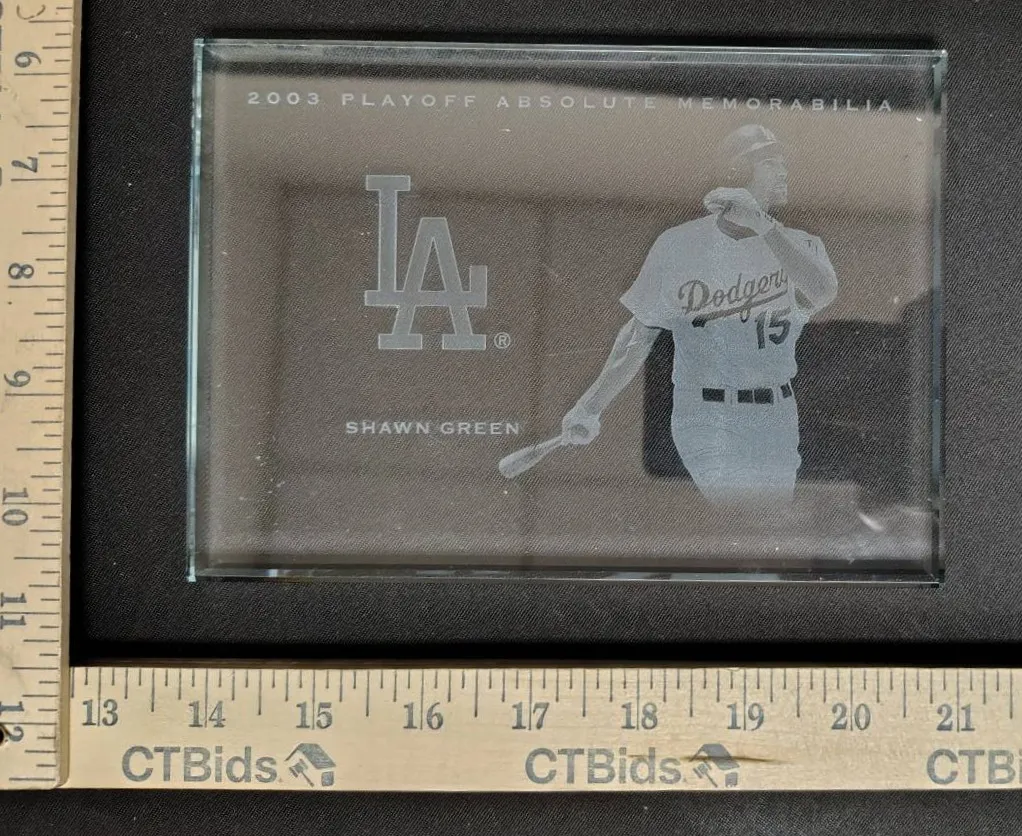 2003 PLAYOFF ABSOLUTE MEMORABILIA
LA ®
Dodgers
15
SHAWN GREEN
6
7
8
9
10
11
12
13 14 15 16 17 18 19 20 21
CTBids CTBids CTBi